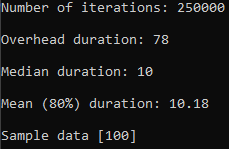 Number of iterations: 250000
Overhead duration: 78
Median duration: 10
Mean (80%) duration: 10.18
Sample data [100]